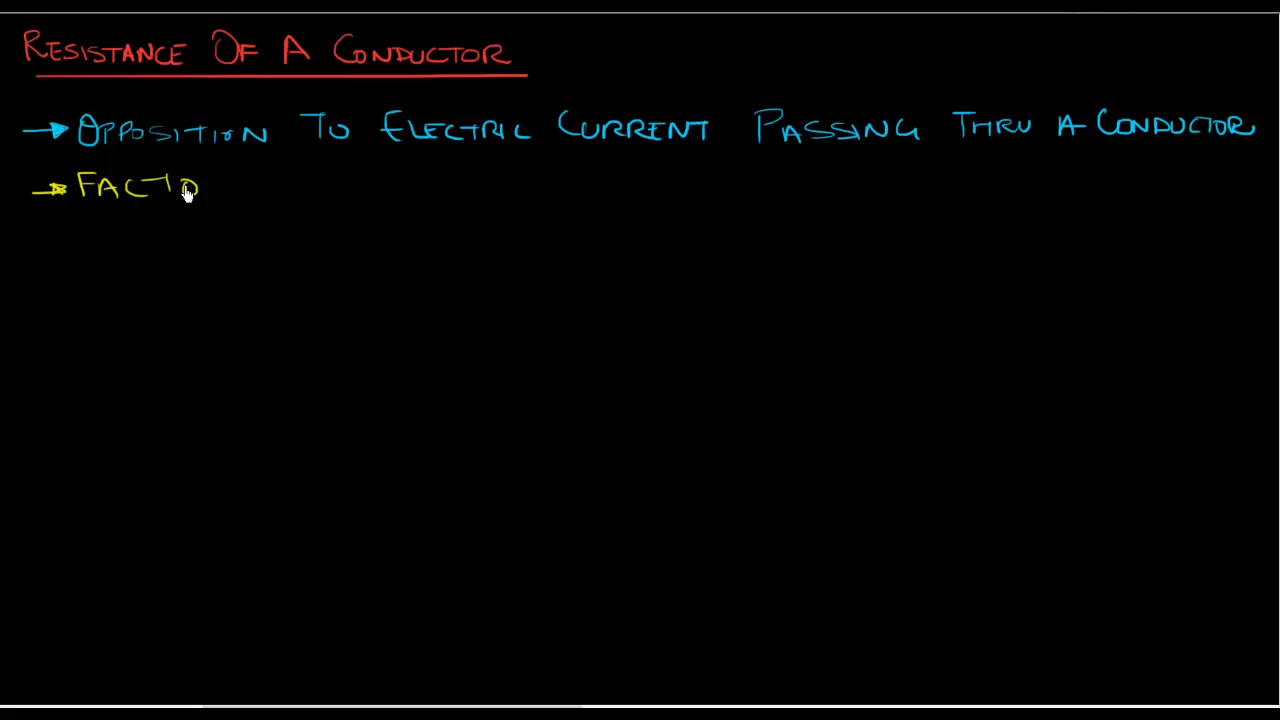 RESISTANCE OF A CONDUCTOR
→ OPPOSITION TO ELECTRIC CURRENT PASSING THRU A CONDUCTOR
→ FACTO